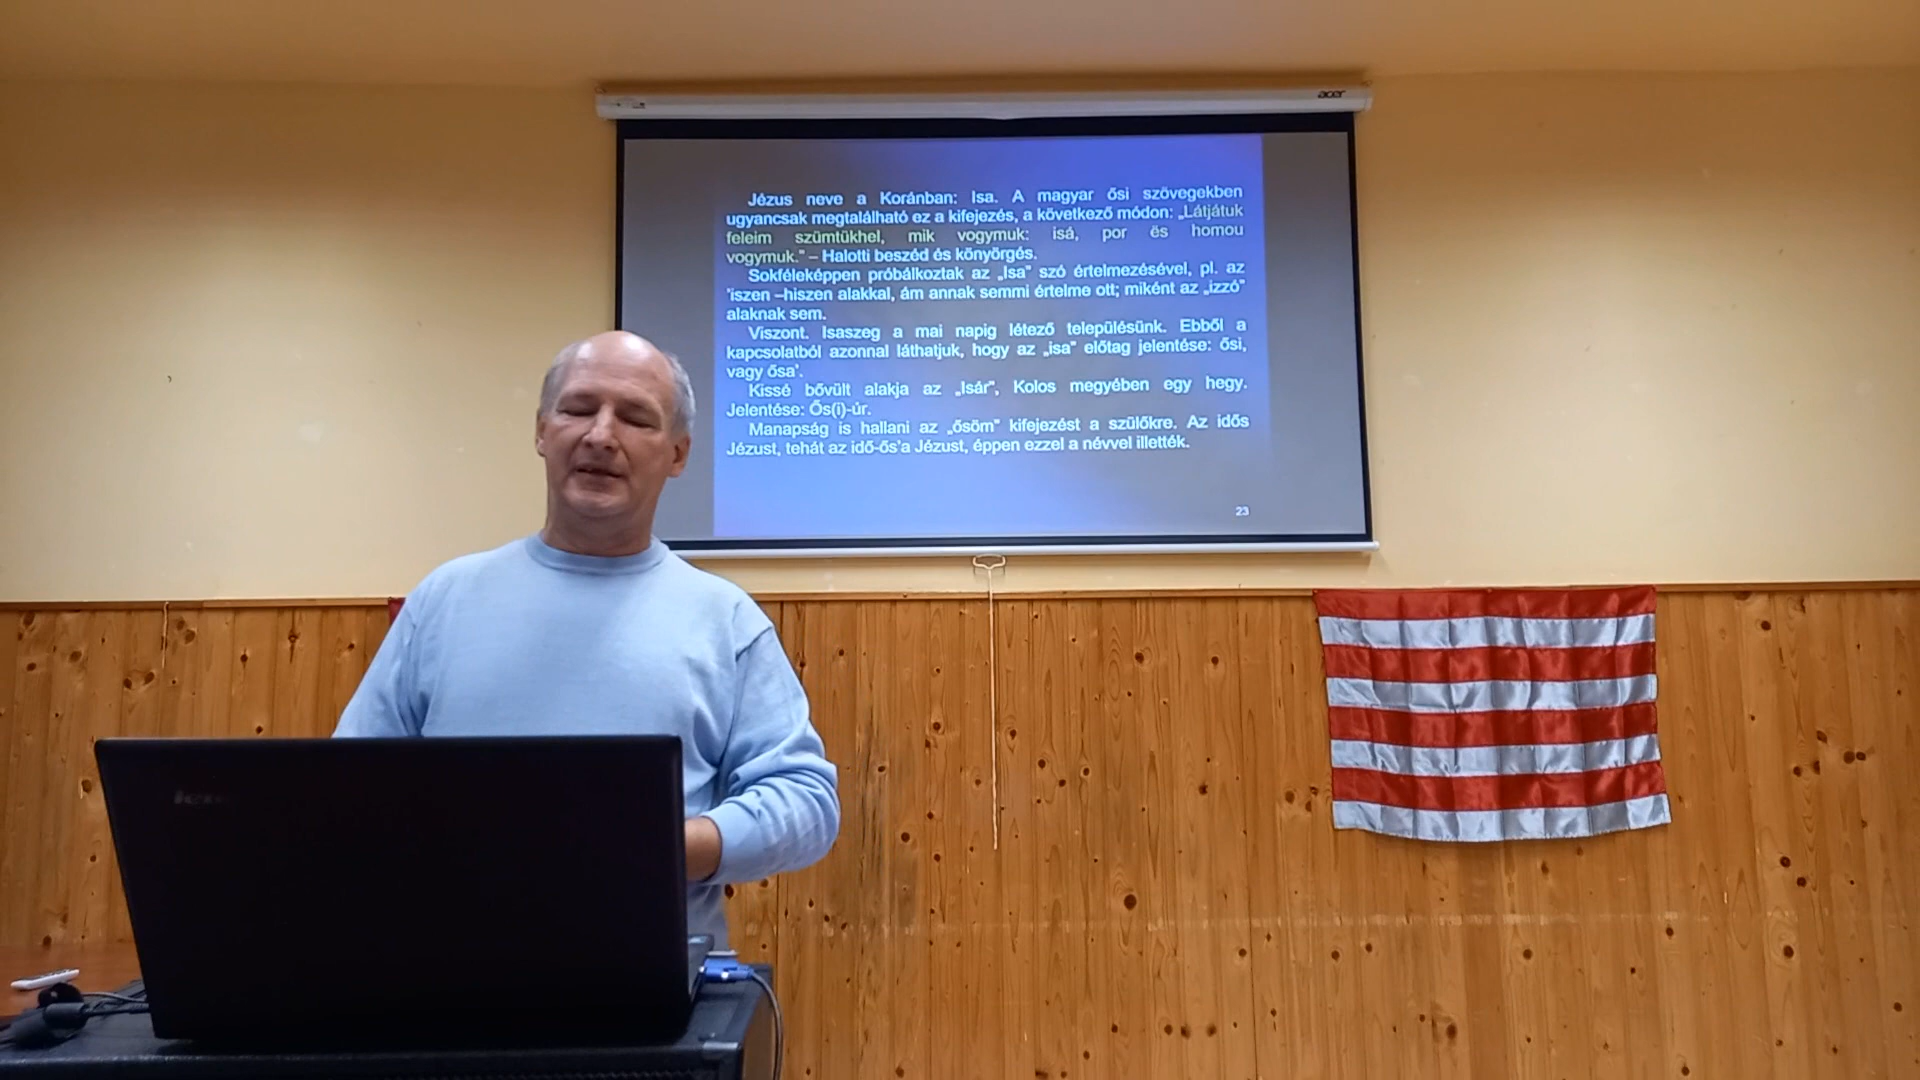 acer
Jézus neve a Koránban: Isa. A magyar ősi szövegekben
ugyancsak megtalálható ez a kifejezés, a következő módon: „Látjátuk
feleim szümtükhel, mik vogymuk: isá, por ës homou
vogymuk.” – Halotti beszéd és könyörgés.
Sokféleképpen próbálkoztak az „Isa” szó értelmezésével, pl. az
'iszen –hiszen alakkal, ám annak semmi értelme ott; miként az „izzó”
alaknak sem.
Viszont. Isaszeg a mai napig létező településünk. Ebből a
kapcsolatból azonnal láthatjuk, hogy az „isa” előtag jelentése: ősi,
vagy ősa'.
Kissé bővült alakja az „Isár”, Kolos megyében egy hegy.
Jelentése: Ős(i)-úr.
Manapság is hallani az „ősöm” kifejezést a szülőkre. Az idős
Jézust, tehát az idő-ős'a Jézust, éppen ezzel a névvel illették.
23